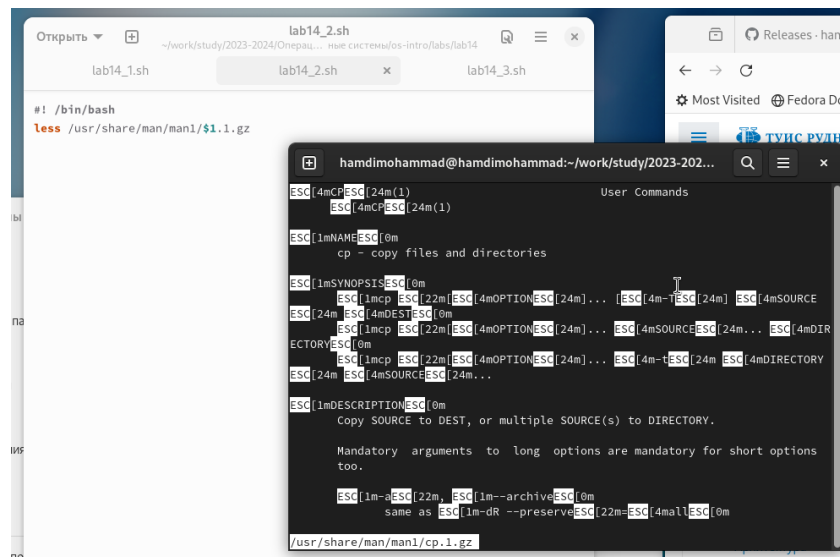 Открыть
lab14_2.sh
~/work/study/2023-2024/Операц... ные системы/os-intro/labs/lab14
lab14_1.sh
lab14_2.sh
lab14_3.sh
#! /bin/bash
less /usr/share/man/man1/$1.1.gz
Releases · ham
Most Visited Fedora Do
ТУИС РУДН
hamdimohammad@hamdimohammad:~/work/study/2023-202...
ESC[4mCPESC[24m(1) User Commands
ESC[4mCPESC[24m(1)
ESC[1mNAMEESC[0m
cp - copy files and directories
ESC[1mSYNOPSISESC[0m
ESC[1mcp ESC[22m[ESC[4mOPTIONESC[24m]... [ESC[4m-TESC[24m] ESC[4mSOURCE
ESC[24m ESC[4mDESTESC[0m
ESC[1mcp ESC[22m[ESC[4mOPTIONESC[24m]... ESC[4mSOURCEESC[24m... ESC[4mDIR
ECTORYESC[0m
ESC[1mcp ESC[22m[ESC[4mOPTIONESC[24m]... ESC[4m-tESC[24m ESC[4mDIRECTORY
ESC[24m ESC[4mSOURCEESC[24m...
ESC[1mDESCRIPTIONESC[0m
Copy SOURCE to DEST, or multiple SOURCE(s) to DIRECTORY.
Mandatory arguments to long options are mandatory for short options
too.
ESC[1m-aESC[22m, ESC[1m--archiveESC[0m
same as ESC[1m-dR --preserveESC[22m=ESC[4mallESC[0m
/usr/share/man/man1/cp.1.gz